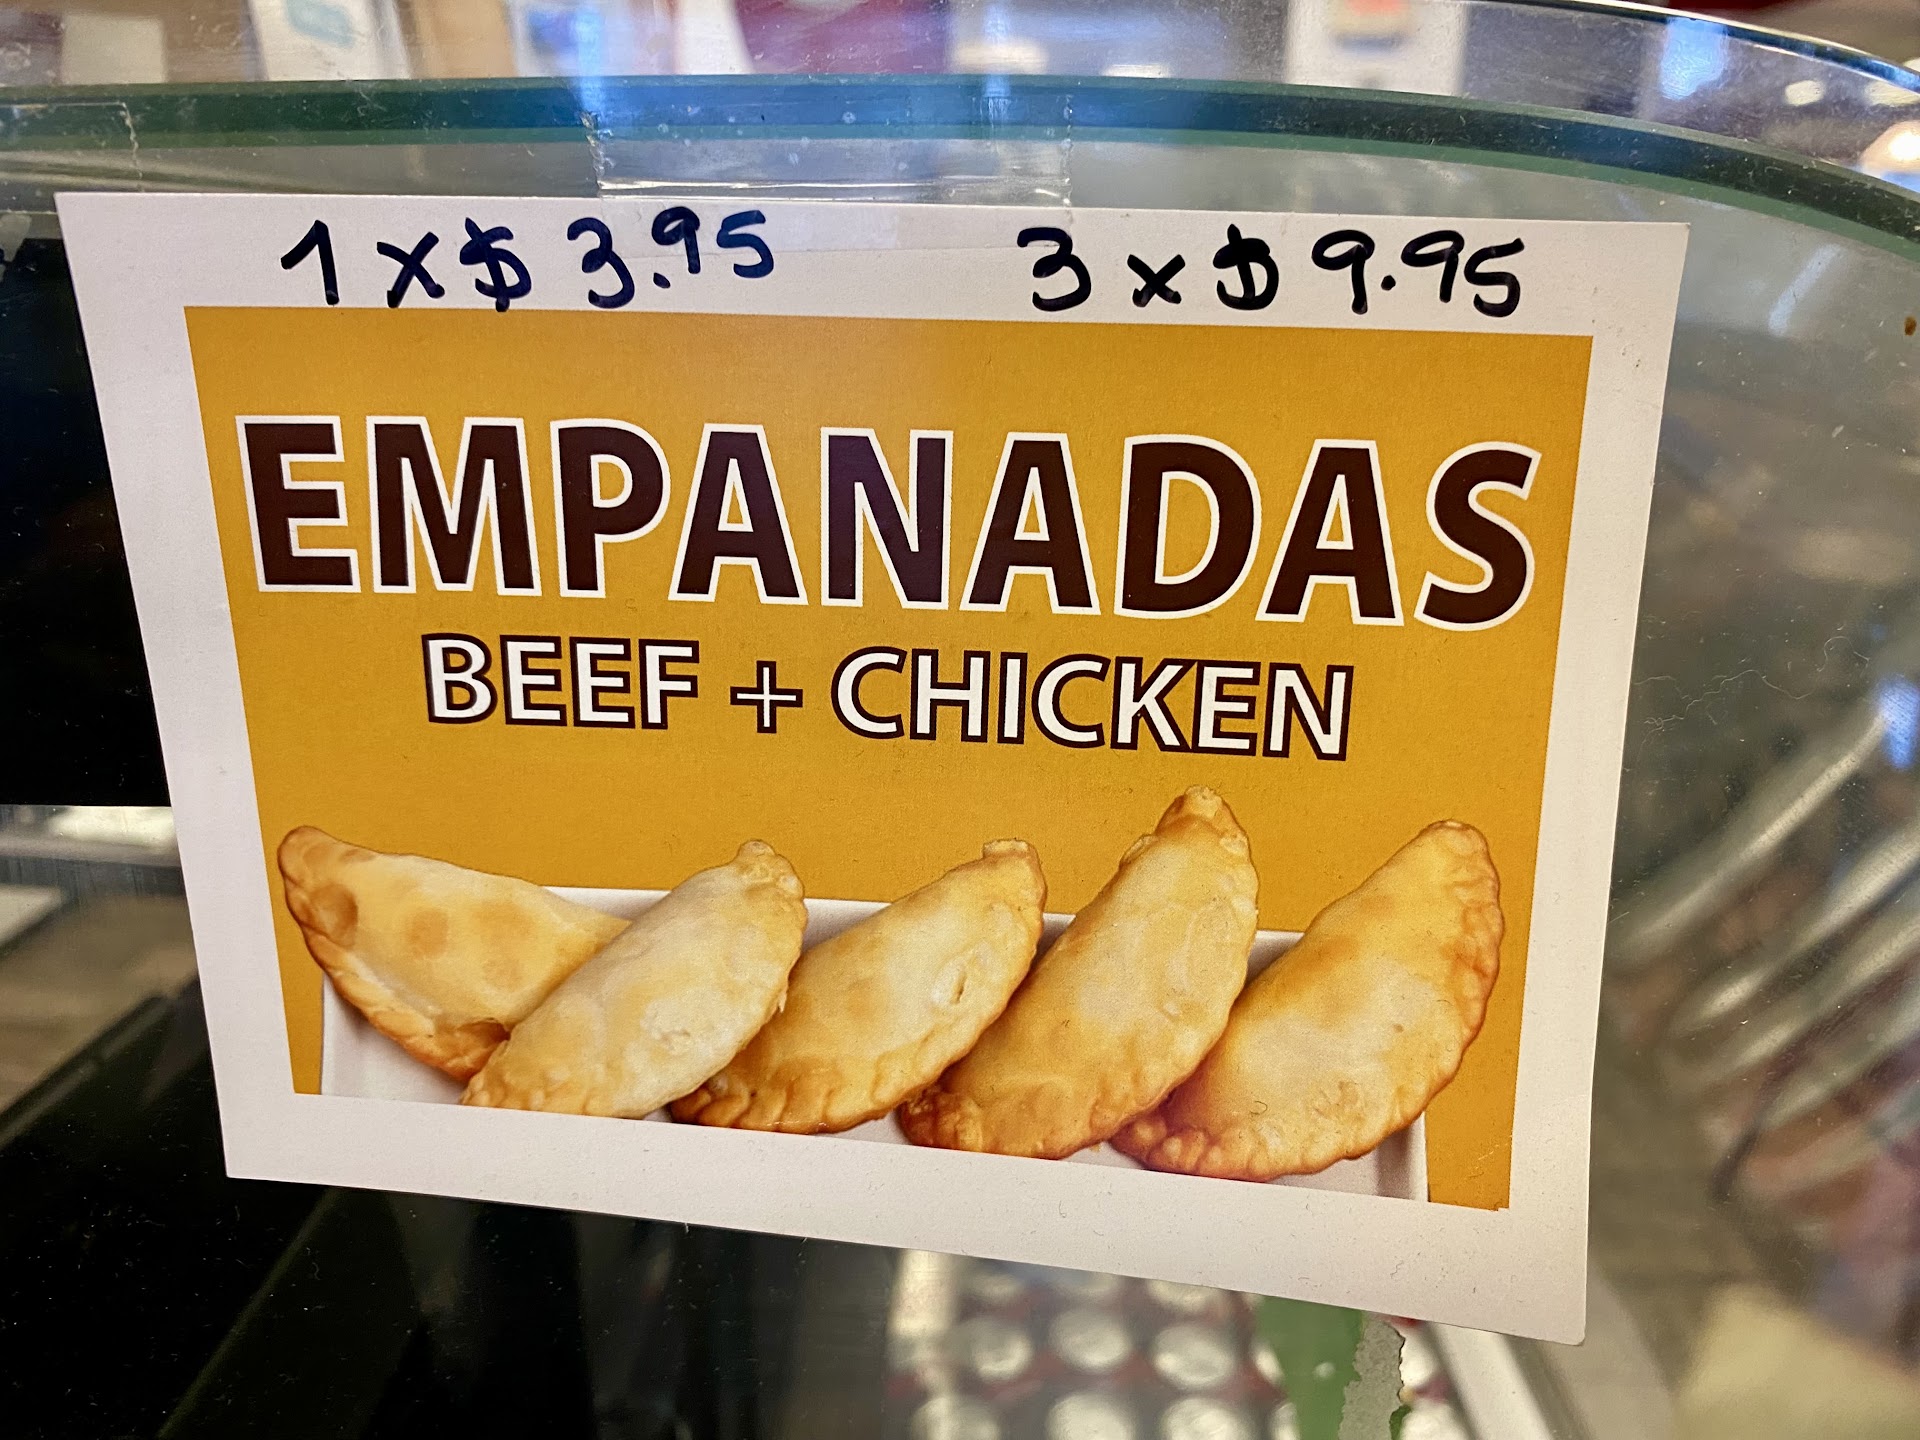 1 x $ 3.95 3 x $ 9.95
EMPANADAS
BEEF + CHICKEN